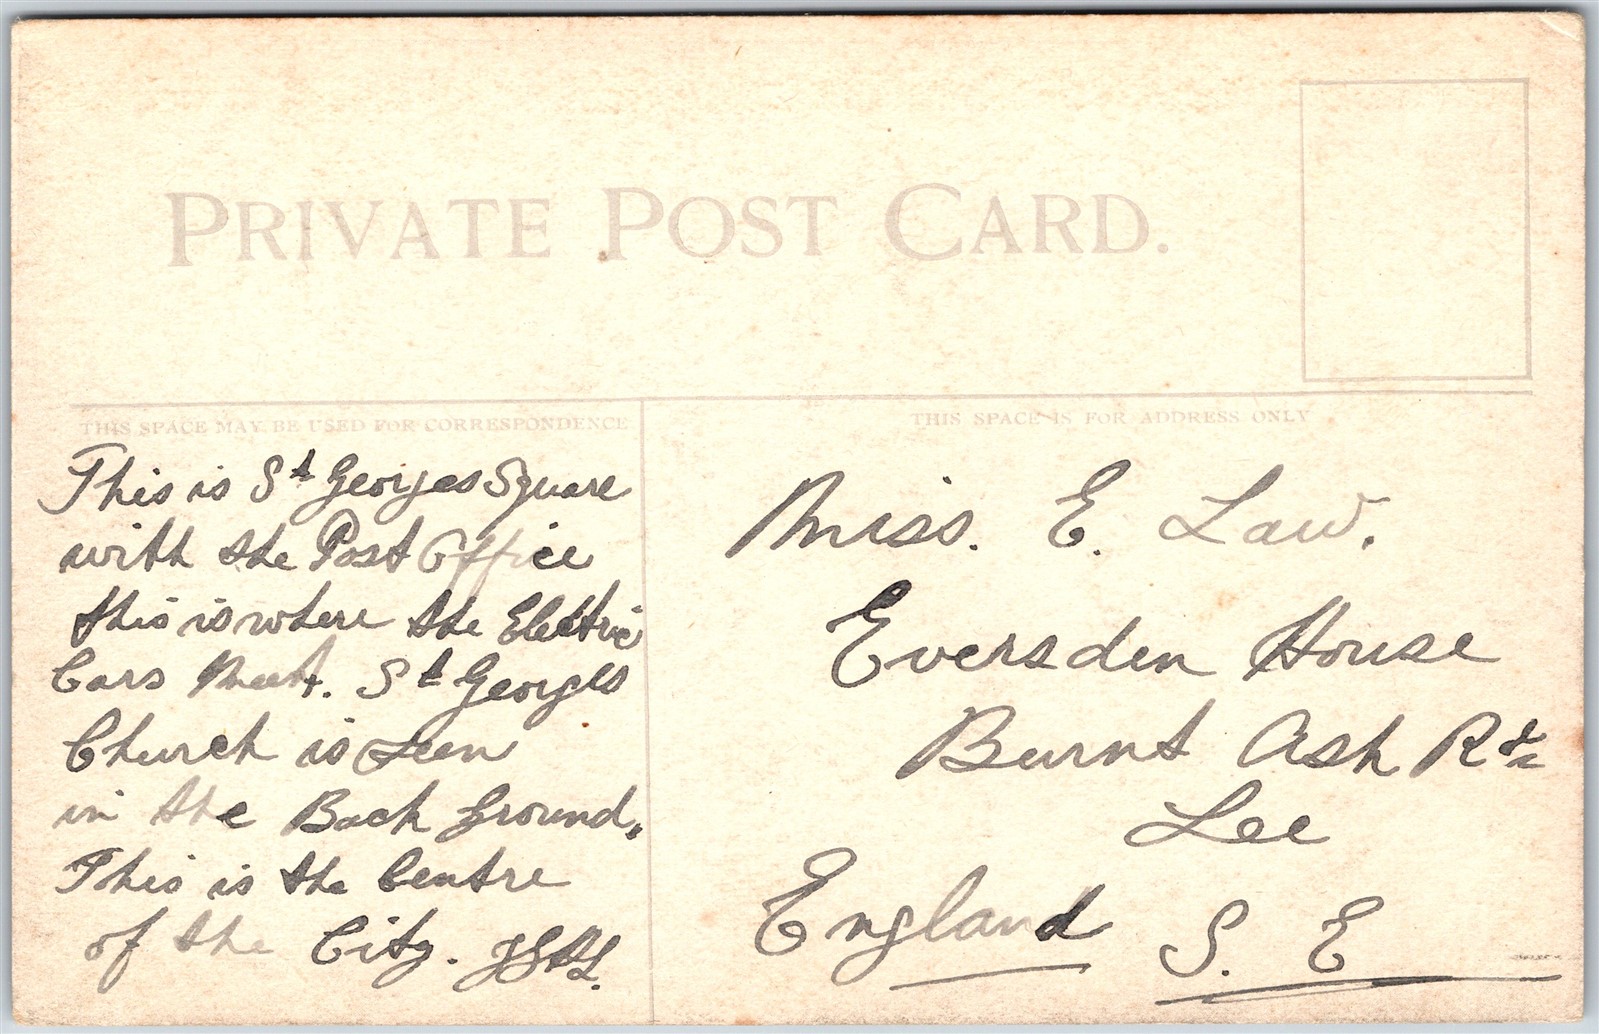 PRIVATE POST CARD.
THIS SPACE MAY BE USED FOR CORRESPONDENCE
THIS SPACE IS FOR ADDRESS ONLY
This is St Georges Square
with the Post Office
this is where the Electric
Cars Meet. St Georges
Church is seen
in the Back Ground.
This is the Centre
of the City.
Miss. E. Law.
Eversden House
Burnt Ash Rd
Lee
England S. E